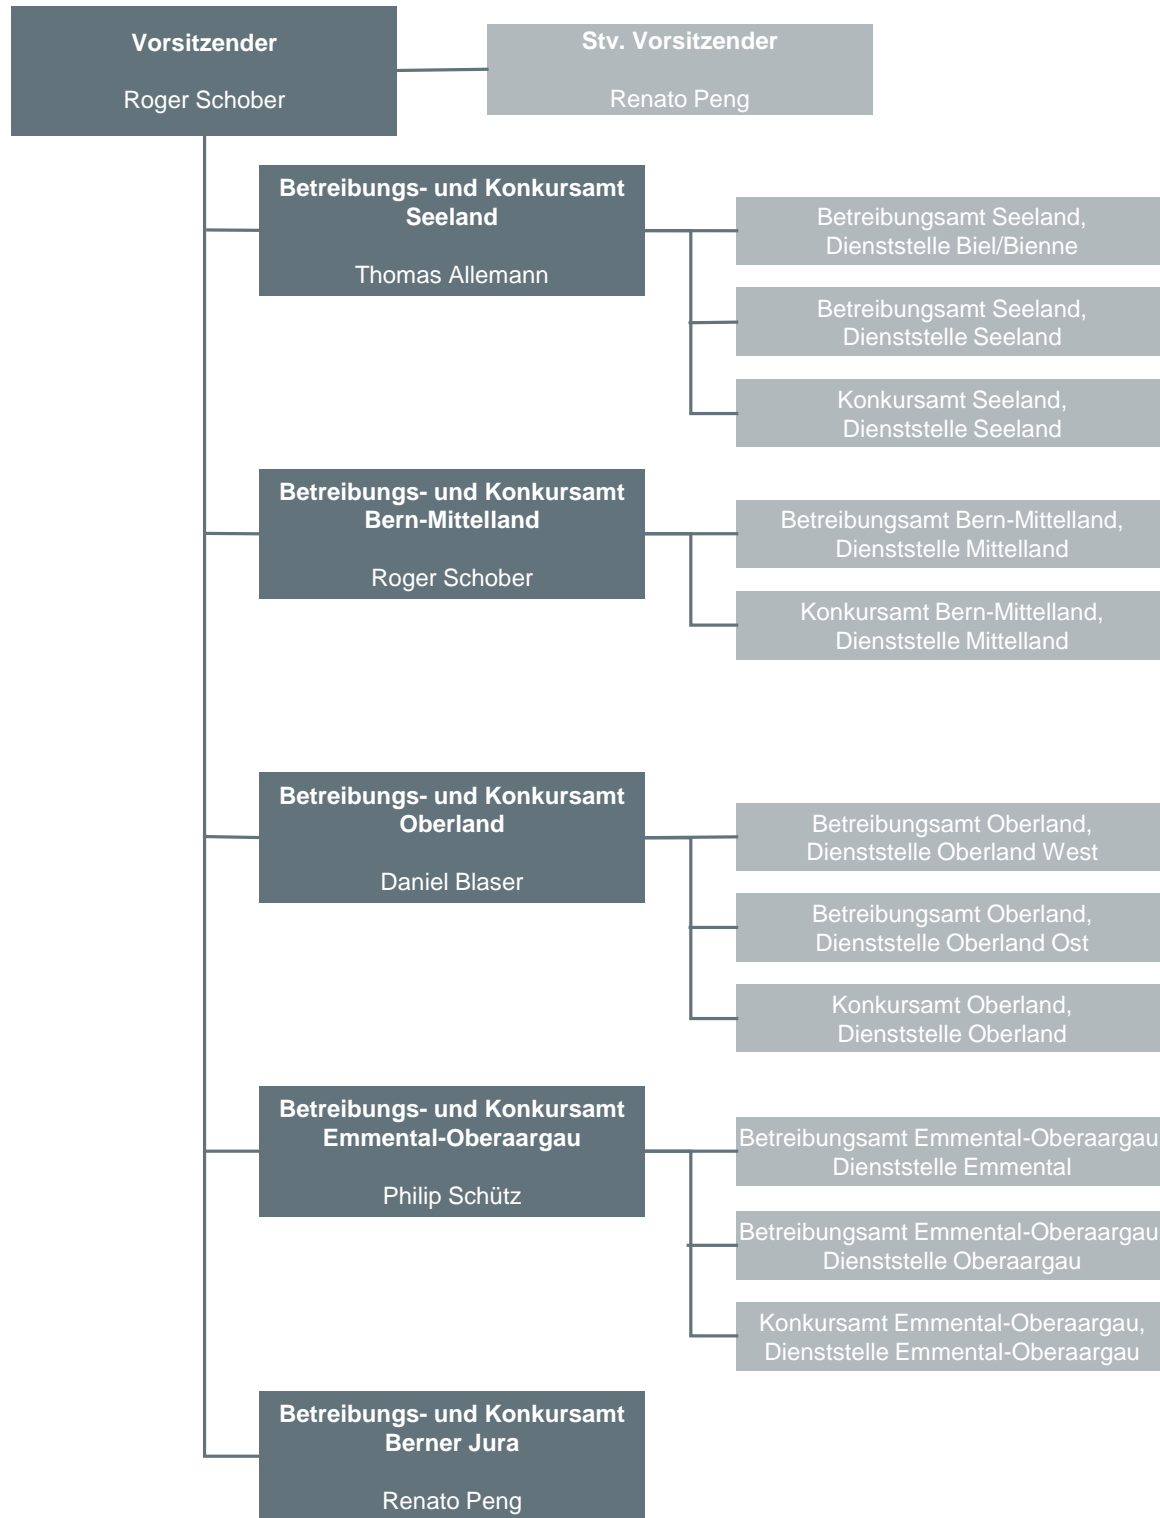 Vorsitzender
Roger Schober
Stv. Vorsitzender
Renato Peng
Betreibungs- und Konkursamt
Seeland
Thomas Allemann
Betreibungsamt Seeland,
Dienststelle Biel/Bienne
Betreibungsamt Seeland,
Dienststelle Seeland
Konkursamt Seeland,
Dienststelle Seeland
Betreibungs- und Konkursamt
Bern-Mittelland
Roger Schober
Betreibungsamt Bern-Mittelland,
Dienststelle Mittelland
Konkursamt Bern-Mittelland,
Dienststelle Mittelland
Betreibungs- und Konkursamt
Oberland
Daniel Blaser
Betreibungsamt Oberland,
Dienststelle Oberland West
Betreibungsamt Oberland,
Dienststelle Oberland Ost
Konkursamt Oberland,
Dienststelle Oberland
Betreibungs- und Konkursamt
Emmental-Oberaargau
Philip Schütz
Betreibungsamt Emmental-Oberaargau
Dienststelle Emmental
Betreibungsamt Emmental-Oberaargau
Dienststelle Oberaargau
Konkursamt Emmental-Oberaargau,
Dienststelle Emmental-Oberaargau
Betreibungs- und Konkursamt
Berner Jura
Renato Peng